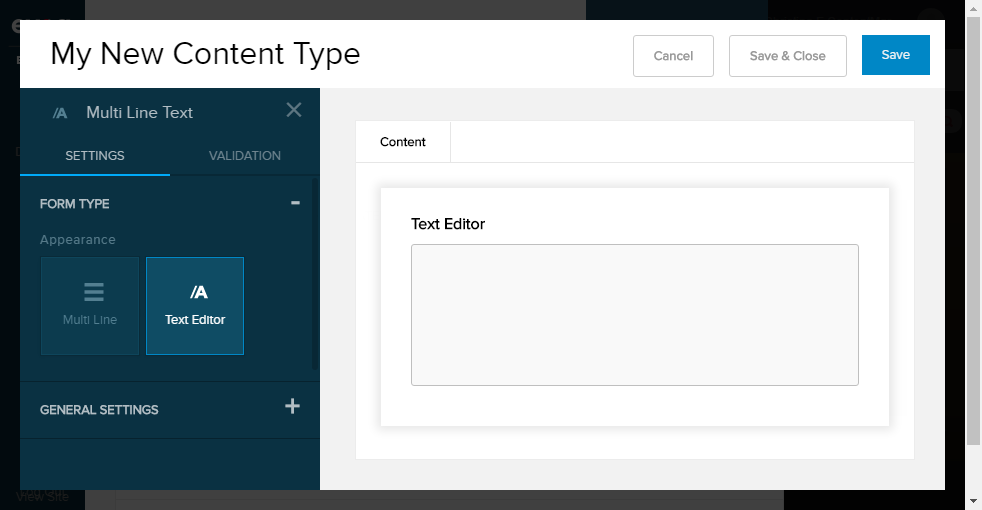 My New Content Type
Cancel
Save & Close
Save
Multi Line Text
SETTINGS
VALIDATION
FORM TYPE
Appearance
Multi Line
Text Editor
GENERAL SETTINGS
Content
Text Editor
View Site